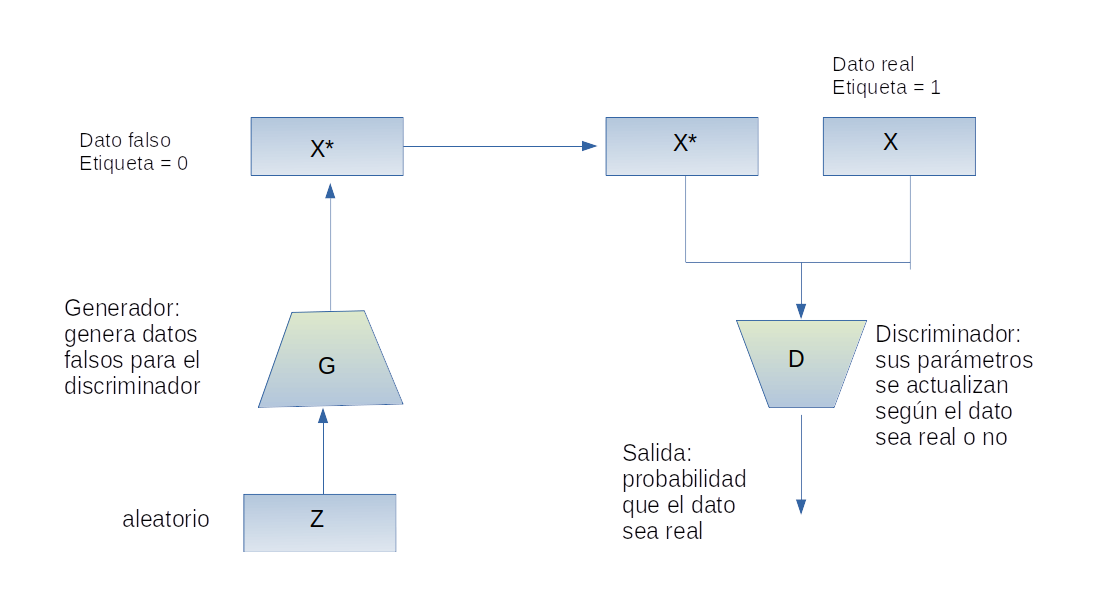 Dato real
Etiqueta = 1
Dato falso
Etiqueta = 0
X*
X*
X
Generador:
genera datos
falsos para el
discriminador
G
D
Discriminador:
sus parámetros
se actualizan
según el dato
sea real o no
Salida:
probabilidad
que el dato
sea real
aleatorio
Z